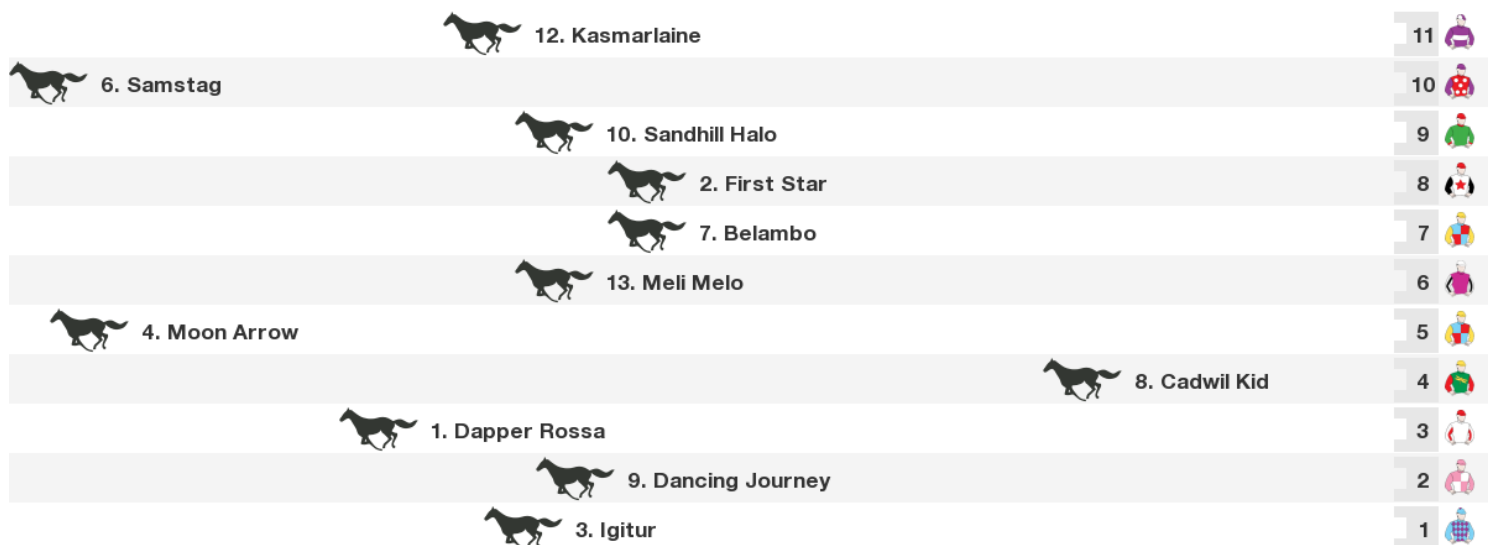 12. Kasmarlaine 11
6. Samstag 10
10. Sandhill Halo 9
2. First Star 8
7. Belambo 7
13. Meli Melo 6
4. Moon Arrow 5
8. Cadwil Kid 4
1. Dapper Rossa 3
9. Dancing Journey 2
3. Igitur 1